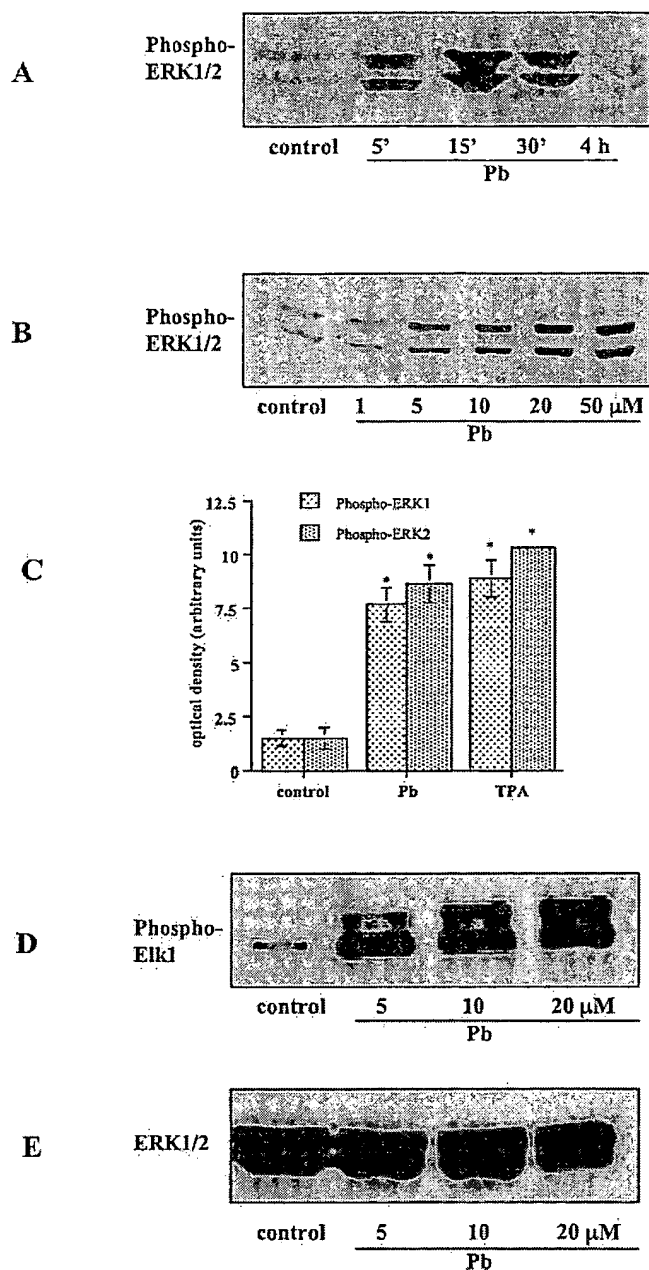 A
Phospho-
ERK1/2
control 5' 15' 30' 4 h
Pb
B
Phospho-
ERK1/2
control 1 5 10 20 50 μM
Pb
C
optical density (arbitrary units)
12.5
10
7.5
5
2.5
0
Phospho-ERK1
Phospho-ERK2
* * * *
control Pb TPA
D
Phospho-
Elk1
control 5 10 20 μM
Pb
E
ERK1/2
control 5 10 20 μM
Pb